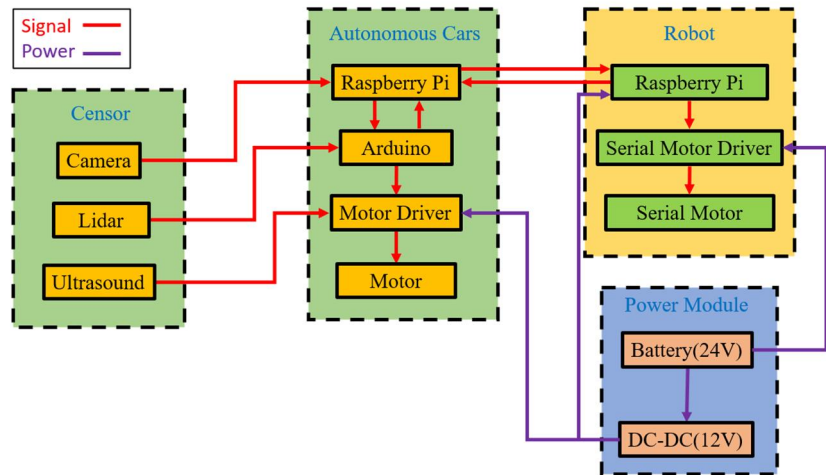 Signal
Power
Censor
Camera
Lidar
Ultrasound
Autonomous Cars
Raspberry Pi
Arduino
Motor Driver
Motor
Robot
Raspberry Pi
Serial Motor Driver
Serial Motor
Power Module
Battery(24V)
DC-DC(12V)